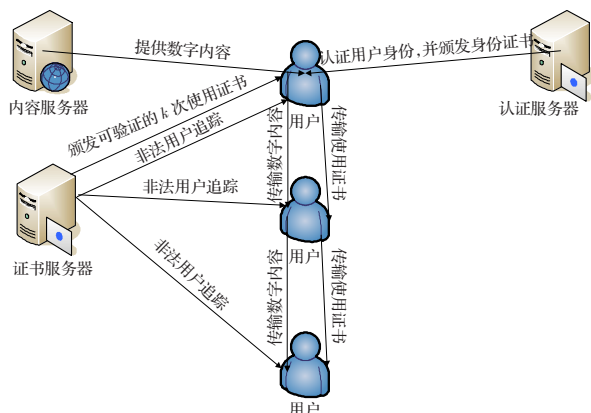 提供数字内容
认证用户身份,并颁发身份证书
内容服务器
认证服务器
用户
颁发可验证的 k 次使用证书
非法用户追踪
传输数字内容
传输使用证书
非法用户追踪
证书服务器
用户
非法用户追踪
传输数字内容
传输使用证书
用户